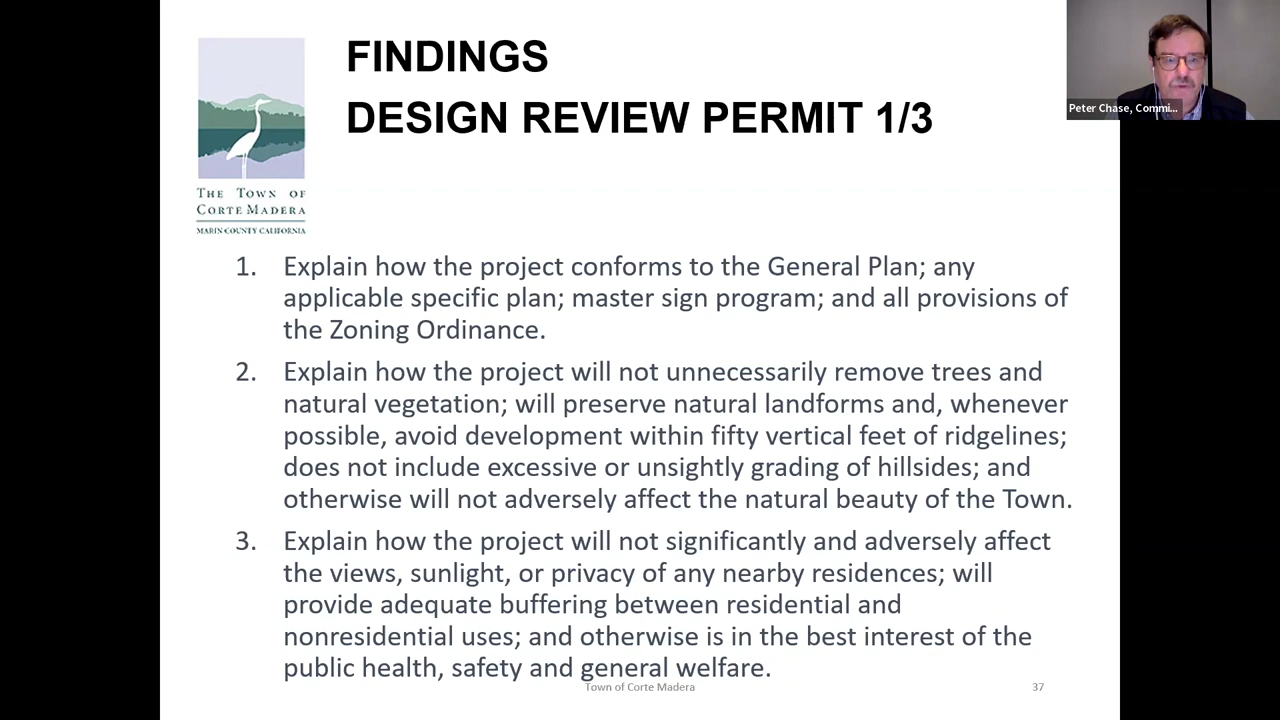 FINDINGS
DESIGN REVIEW PERMIT 1/3
Peter Chase, Commi...
THE TOWN OF
CORTE MADERA
MARIN COUNTY CALIFORNIA
1. Explain how the project conforms to the General Plan; any
applicable specific plan; master sign program; and all provisions of
the Zoning Ordinance.
2. Explain how the project will not unnecessarily remove trees and
natural vegetation; will preserve natural landforms and, whenever
possible, avoid development within fifty vertical feet of ridgelines;
does not include excessive or unsightly grading of hillsides; and
otherwise will not adversely affect the natural beauty of the Town.
3. Explain how the project will not significantly and adversely affect
the views, sunlight, or privacy of any nearby residences; will
provide adequate buffering between residential and
nonresidential uses; and otherwise is in the best interest of the
public health, safety and general welfare.
Town of Corte Madera
37